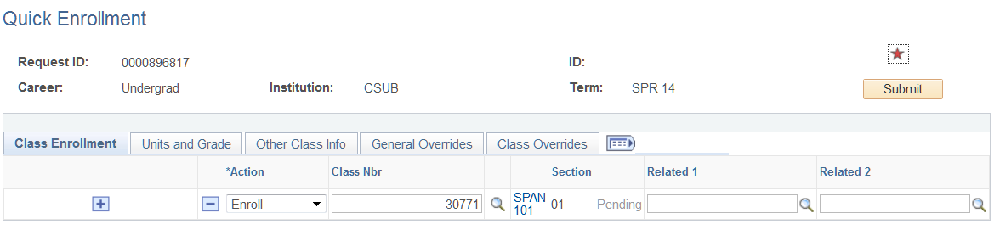 Quick Enrollment
Request ID: 0000896817 ID:
Career: Undergrad Institution: CSUB Term: SPR 14
Submit
Class Enrollment Units and Grade Other Class Info General Overrides Class Overrides
*Action Class Nbr Section Related 1 Related 2
Enroll 30771 SPAN 101 01 Pending